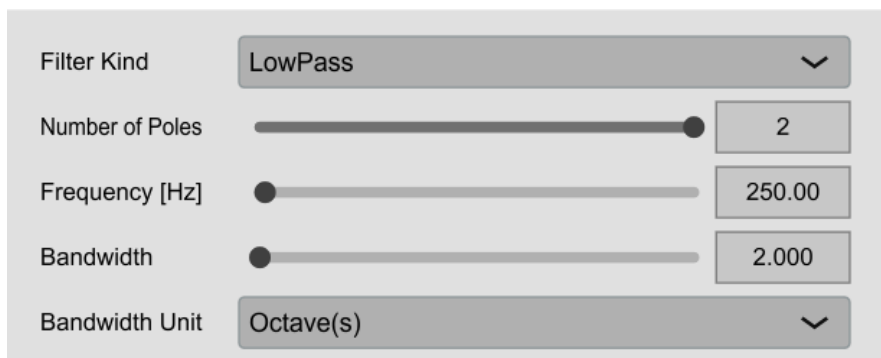 Filter Kind LowPass
Number of Poles 2
Frequency [Hz] 250.00
Bandwidth 2.000
Bandwidth Unit Octave(s)